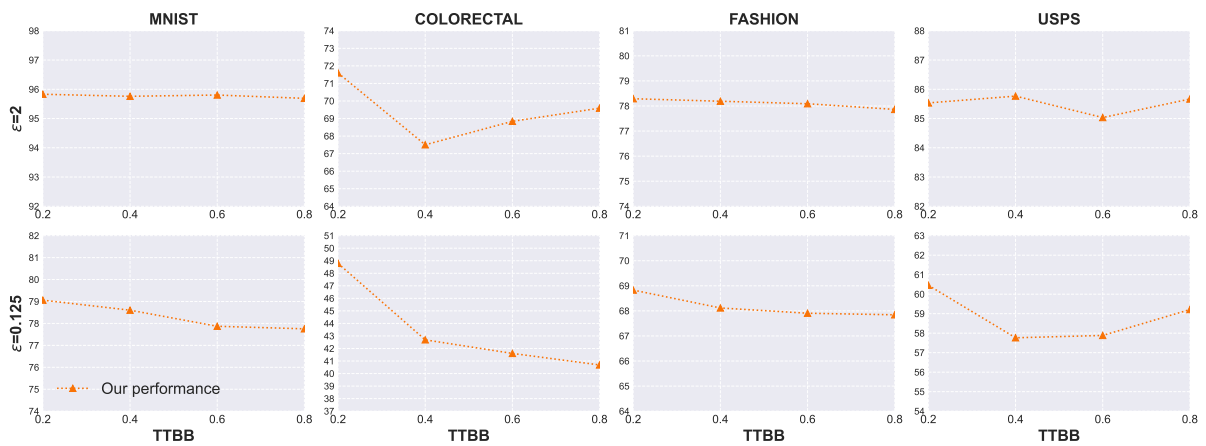 MNIST COLORECTAL FASHION USPS
ε=2
98 97 96 95 94 93 92
0.2 0.4 0.6 0.8
74 73 72 71 70 69 68 67 66 65 64
0.2 0.4 0.6 0.8
81 80 79 78 77 76 75 74
0.2 0.4 0.6 0.8
88 87 86 85 84 83 82
0.2 0.4 0.6 0.8
ε=0.125
82 81 80 79 78 77 76 75 74
Our performance
0.2 0.4 0.6 0.8
TTBB
51 50 49 48 47 46 45 44 43 42 41 40 39 38 37
0.2 0.4 0.6 0.8
TTBB
71 70 69 68 67 66 65 64
0.2 0.4 0.6 0.8
TTBB
63 62 61 60 59 58 57 56 55 54
0.2 0.4 0.6 0.8
TTBB